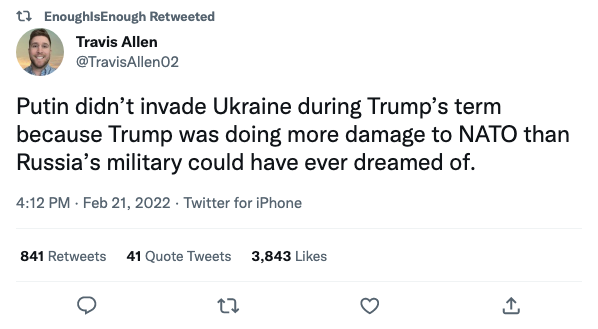 EnoughIsEnough Retweeted
Travis Allen
@TravisAllen02
Putin didn’t invade Ukraine during Trump’s term
because Trump was doing more damage to NATO than
Russia’s military could have ever dreamed of.
4:12 PM · Feb 21, 2022 · Twitter for iPhone
841 Retweets 41 Quote Tweets 3,843 Likes